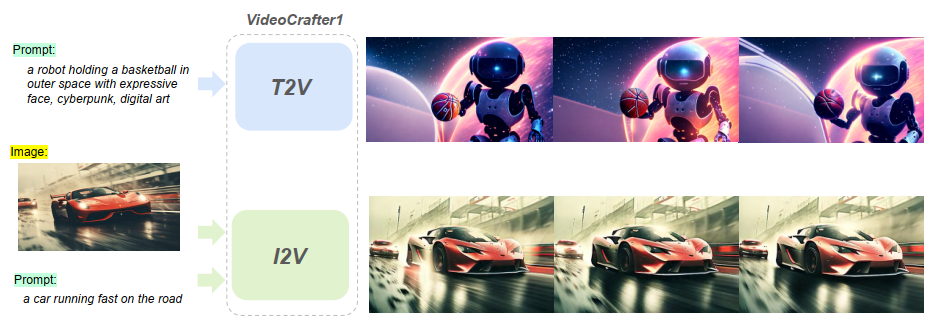 VideoCrafter1
Prompt:
a robot holding a basketball in
outer space with expressive
face, cyberpunk, digital art
T2V
Image:
I2V
Prompt:
a car running fast on the road